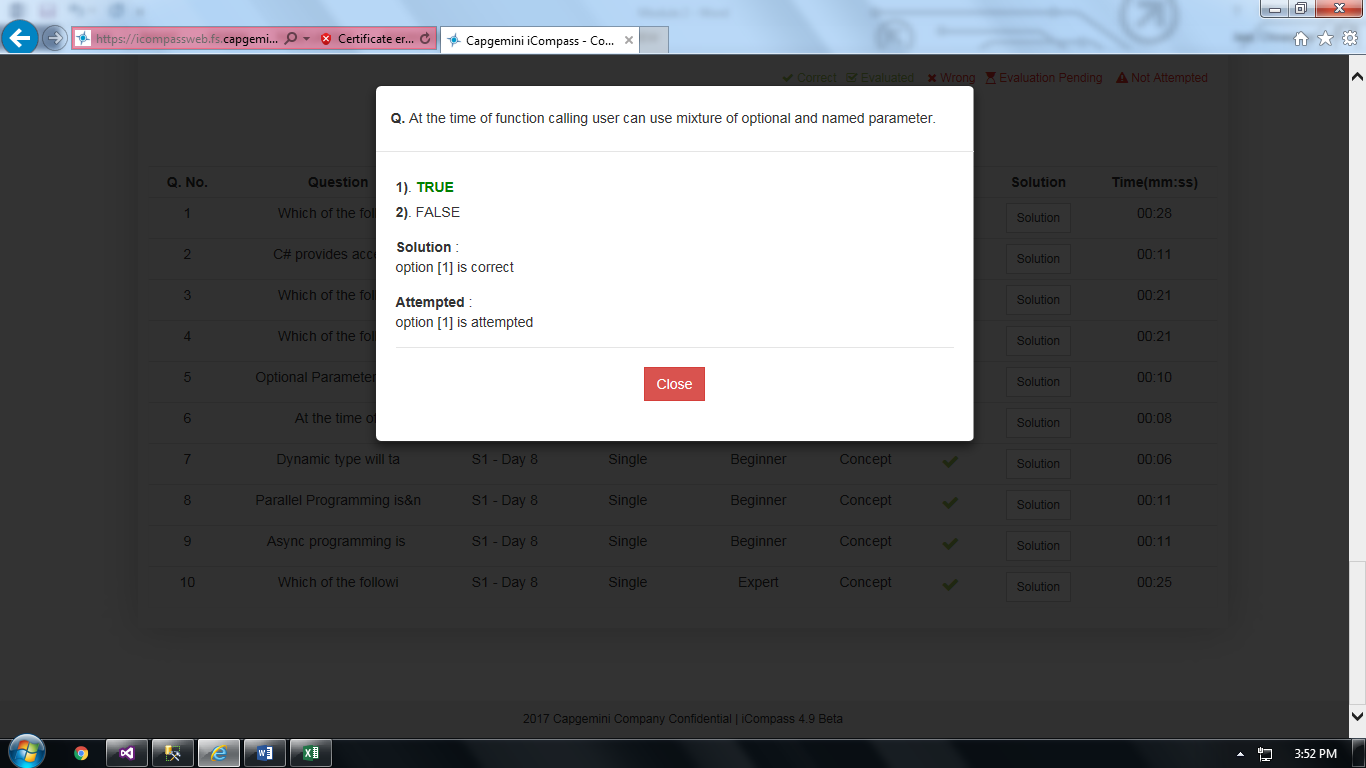 https://icompassweb.fs.capgemi... Certificate er... Capgemini iCompass - Co...
Correct Evaluated Wrong Evaluation Pending Not Attempted
Q. At the time of function calling user can use mixture of optional and named parameter.
1). TRUE
2). FALSE
Solution :
option [1] is correct
Attempted :
option [1] is attempted
Close
Q. No. Question Solution Time(mm:ss)
1 Which of the fol Solution 00:28
2 C# provides acc Solution 00:11
3 Which of the fol Solution 00:21
4 Which of the fol Solution 00:21
5 Optional Parameter Solution 00:10
6 At the time of Solution 00:08
7 Dynamic type will ta S1 - Day 8 Single Beginner Concept Solution 00:06
8 Parallel Programming is&n S1 - Day 8 Single Beginner Concept Solution 00:11
9 Async programming is S1 - Day 8 Single Beginner Concept Solution 00:11
10 Which of the followi S1 - Day 8 Single Expert Concept Solution 00:25
2017 Capgemini Company Confidential | iCompass 4.9 Beta
3:52 PM